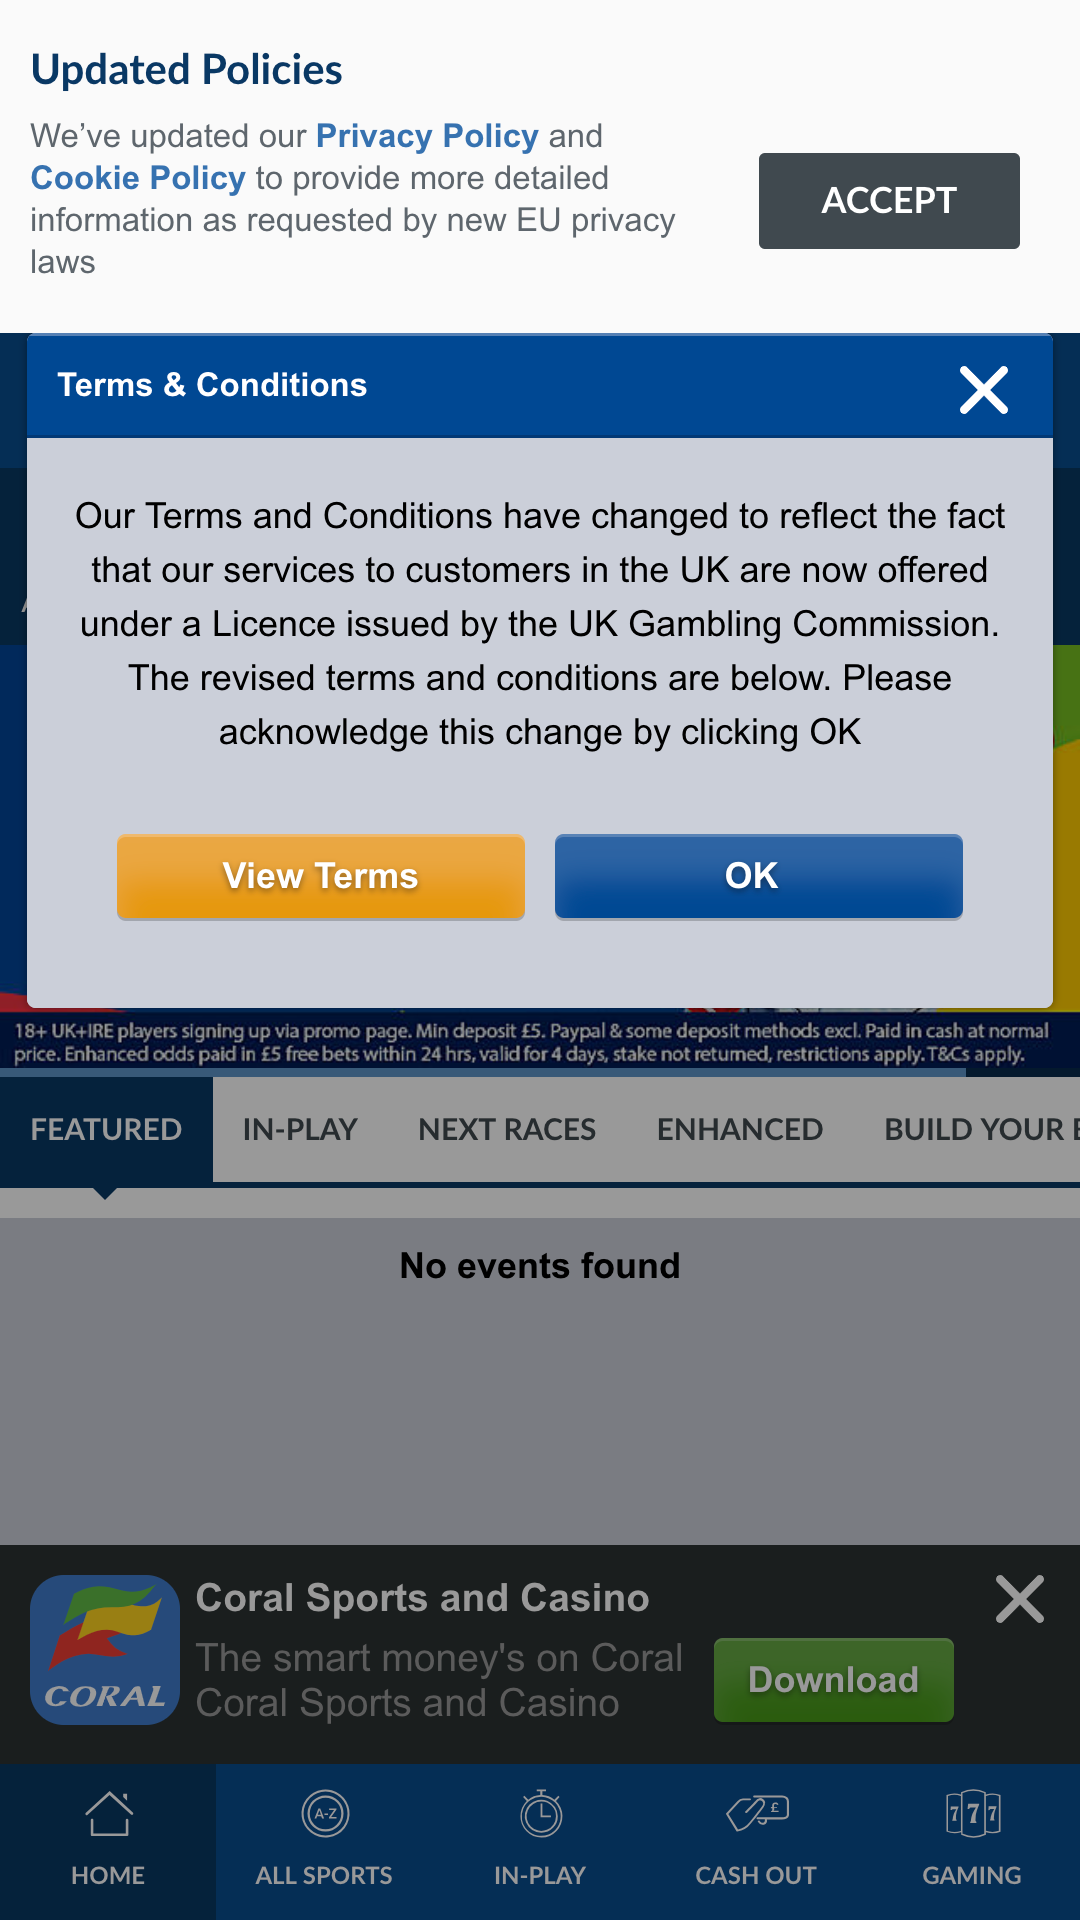 Updated Policies
We’ve updated our Privacy Policy and
Cookie Policy to provide more detailed
information as requested by new EU privacy
laws
ACCEPT
Terms & Conditions
Our Terms and Conditions have changed to reflect the fact
that our services to customers in the UK are now offered
under a Licence issued by the UK Gambling Commission.
The revised terms and conditions are below. Please
acknowledge this change by clicking OK
View Terms
OK
18+ UK+IRE players signing up via promo page. Min deposit £5. Paypal & some deposit methods excl. Paid in cash at normal
price. Enhanced odds paid in £5 free bets within 24 hrs, valid for 4 days, stake not returned, restrictions apply. T&Cs apply.
FEATURED
IN-PLAY
NEXT RACES
ENHANCED
BUILD YOUR
No events found
CORAL
Coral Sports and Casino
The smart money's on Coral
Coral Sports and Casino
Download
A-Z
£
7 7 7
HOME
ALL SPORTS
IN-PLAY
CASH OUT
GAMING